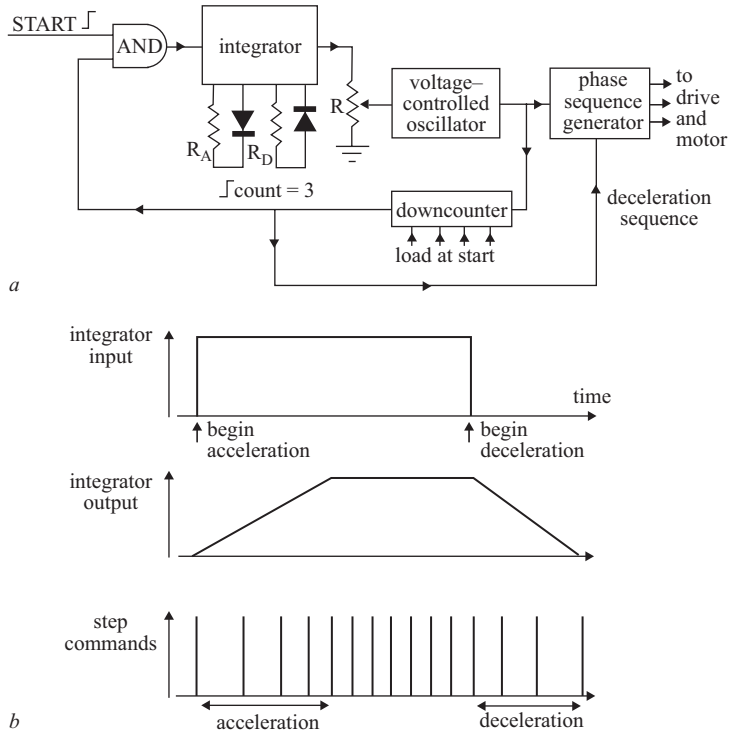 START
AND
integrator
R_A
R_D
R
voltage–
controlled
oscillator
phase
sequence
generator
to
drive
and
motor
count = 3
downcounter
load at start
deceleration
sequence
a
integrator
input
time
begin
acceleration
begin
deceleration
integrator
output
step
commands
acceleration
deceleration
b